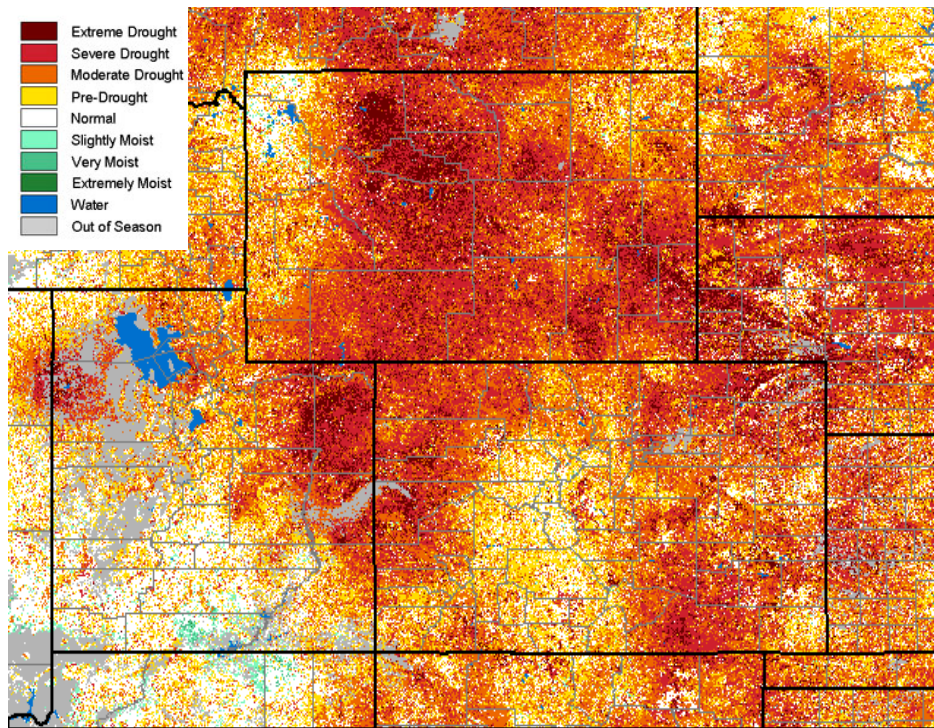 Extreme Drought
Severe Drought
Moderate Drought
Pre-Drought
Normal
Slightly Moist
Very Moist
Extremely Moist
Water
Out of Season